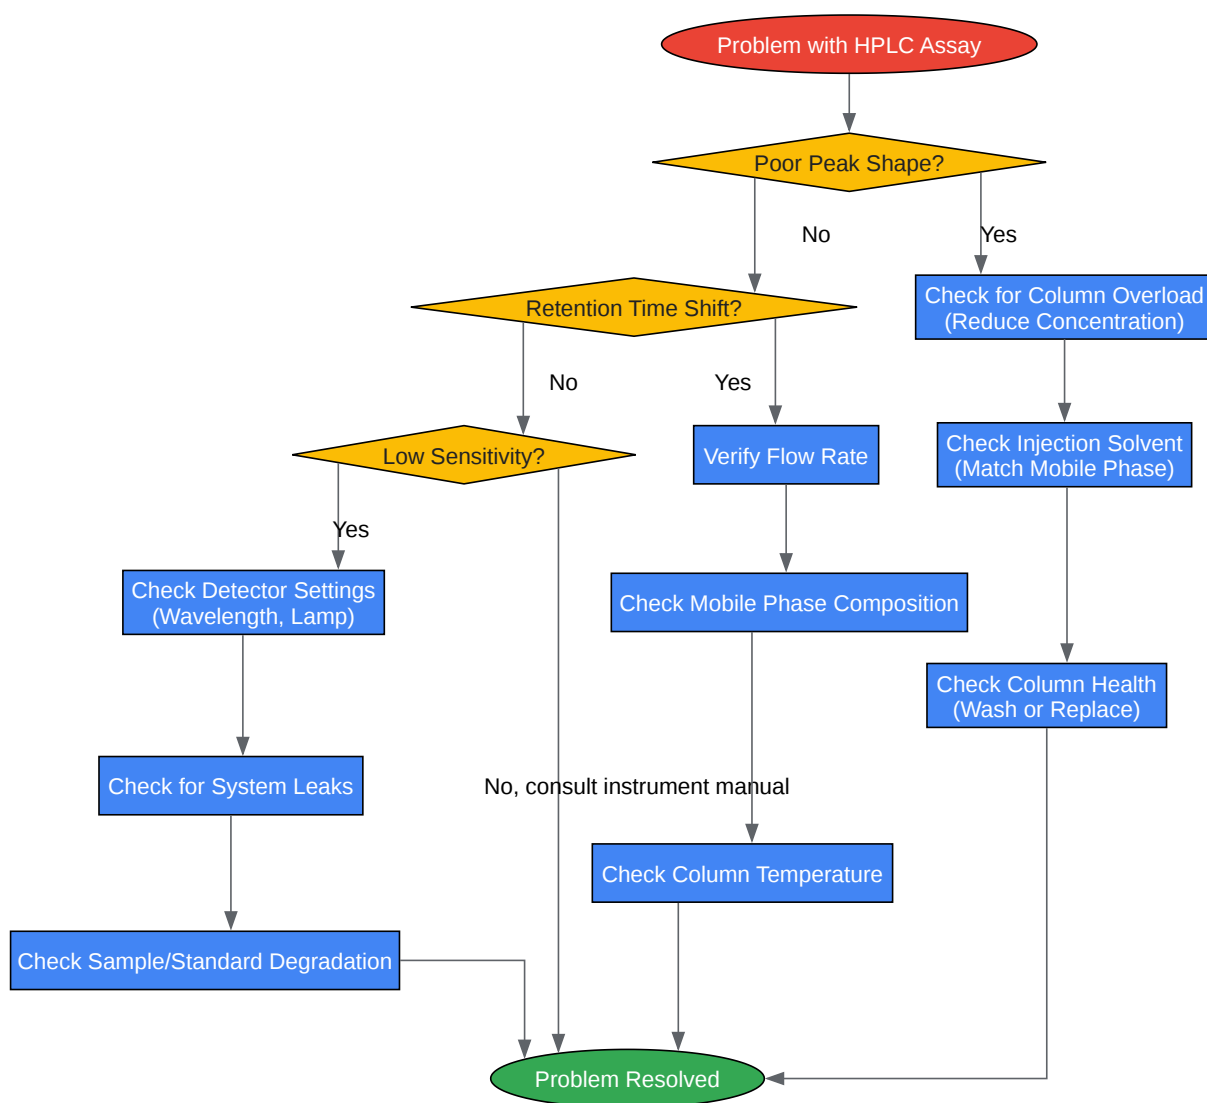 Problem with HPLC Assay
Poor Peak Shape?
No
Yes
Retention Time Shift?
Check for Column Overload
(Reduce Concentration)
No
Yes
Low Sensitivity?
Verify Flow Rate
Check Injection Solvent
(Match Mobile Phase)
Yes
Check Detector Settings
(Wavelength, Lamp)
Check Mobile Phase Composition
Check Column Health
(Wash or Replace)
Check for System Leaks
No, consult instrument manual
Check Column Temperature
Check Sample/Standard Degradation
Problem Resolved